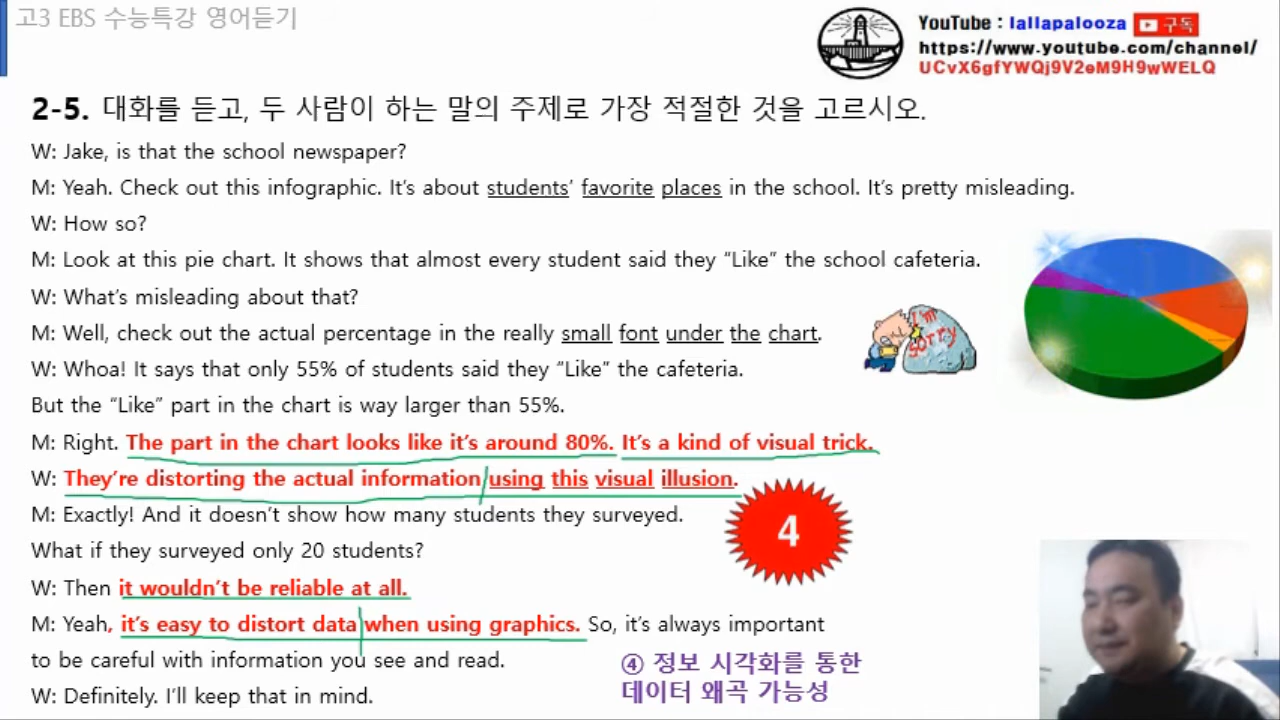 고3 EBS 수능특강 영어듣기
YouTube : lallapalooza 구독
https://www.youtube.com/channel/
UCvX6gfYWQj9V2eM9H9wWELQ
2-5. 대화를 듣고, 두 사람이 하는 말의 주제로 가장 적절한 것을 고르시오.
W: Jake, is that the school newspaper?
M: Yeah. Check out this infographic. It’s about students’ favorite places in the school. It’s pretty misleading.
W: How so?
M: Look at this pie chart. It shows that almost every student said they “Like” the school cafeteria.
W: What’s misleading about that?
M: Well, check out the actual percentage in the really small font under the chart.
I'm
sorry
W: Whoa! It says that only 55% of students said they “Like” the cafeteria.
But the “Like” part in the chart is way larger than 55%.
M: Right. The part in the chart looks like it’s around 80%. It’s a kind of visual trick.
W: They’re distorting the actual information using this visual illusion.
M: Exactly! And it doesn’t show how many students they surveyed.
4
What if they surveyed only 20 students?
W: Then it wouldn’t be reliable at all.
M: Yeah, it’s easy to distort data when using graphics. So, it’s always important
to be careful with information you see and read.
④ 정보 시각화를 통한
데이터 왜곡 가능성
W: Definitely. I’ll keep that in mind.